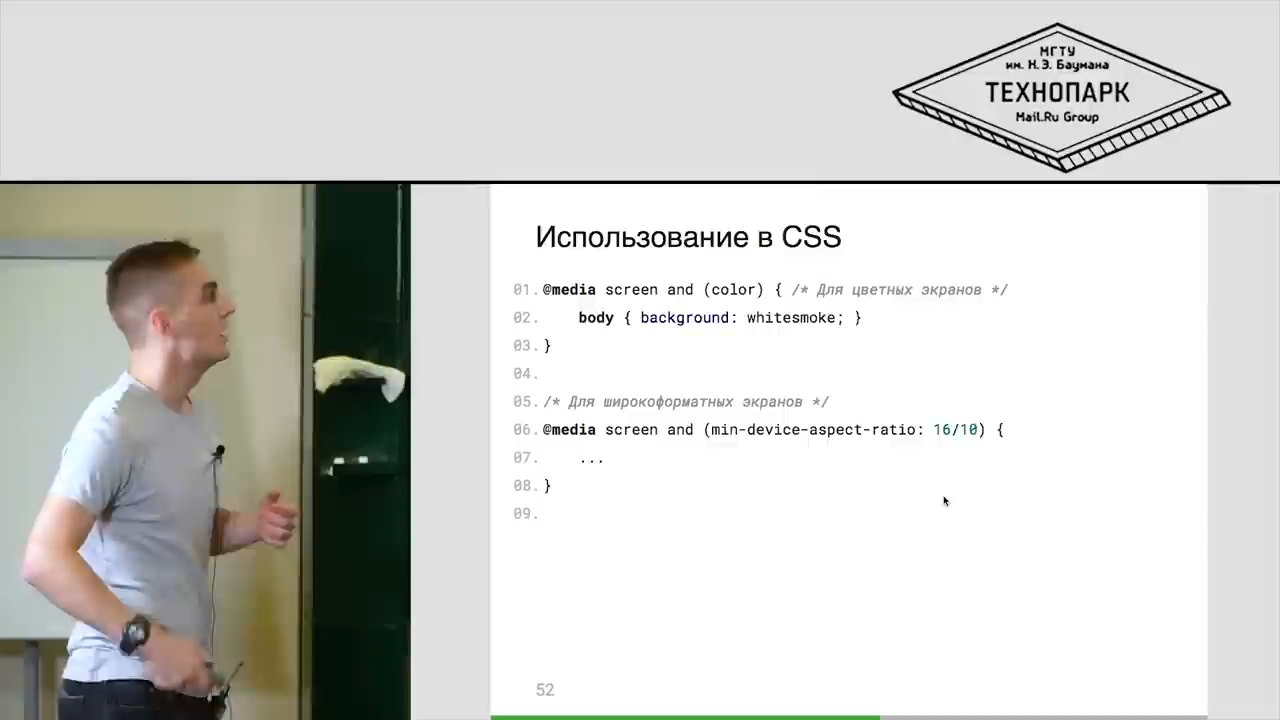 МГТУ
им. Н.Э. Баумана
ТЕХНОПАРК
Mail.Ru Group
Использование в CSS
01. @media screen and (color) { /* Для цветных экранов */
02. body { background: whitesmoke; }
03. }
04.
05. /* Для широкоформатных экранов */
06. @media screen and (min-device-aspect-ratio: 16/10) {
07. ...
08. }
09.
52